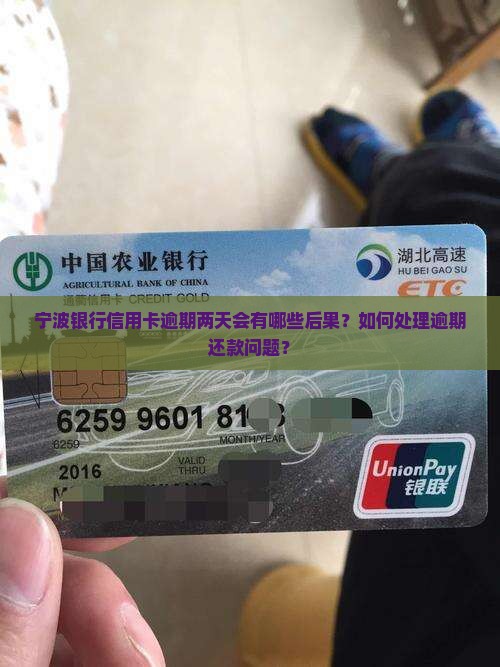 中国农业银行
AGRICULTURAL BANK OF CHINA
湖北高速
HU BEI GAO SU
ETC
信用卡 CREDIT GOLD
宁波银行信用卡逾期两天会有哪些后果？如何处理逾期
还款问题？
6259 9601 81
6259
MONTH/YEAR
2016
VALID
THRU
UnionPay
银联